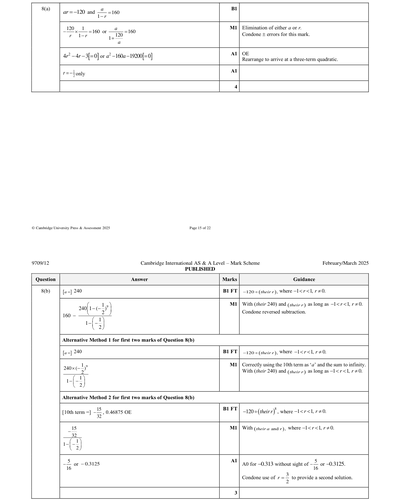 8(a) ar = −120 and a/(1−r) = 160 B1
−120/r × 1/(1−r) = 160 or a/(1+120/a) = 160 M1 Elimination of either a or r
Condone ± errors for this mark.
4r² − 4r − 3[= 0] or a² − 160a − 19200[= 0] A1 OE
Rearrange to arrive at a three-term quadratic.
r = −1/2 only A1
4
© Cambridge University Press & Assessment 2025 Page 15 of 22
9709/12 Cambridge International AS & A Level – Mark Scheme February/March 2025
PUBLISHED
Question Answer Marks Guidance
8(b) [a =] 240 B1 FT −120 ÷ (their r), where −1 < r < 1, r ≠ 0.
160 − 240(1−(−1/2)ⁿ)/(1−(−1/2)) M1 With (their 240) and (their r) as long as −1 < r < 1, r ≠ 0.
Condone reversed subtraction.
Alternative Method 1 for first two marks of Question 8(b)
[a =] 240 B1 FT −120 ÷ (their r), where −1 < r < 1, r ≠ 0.
240×(−1/2)⁹/(1−(−1/2)) M1 Correctly using the 10th term as 'a' and the sum to infinity.
With (their 240) and (their r) as long as −1 < r < 1, r ≠ 0.
Alternative Method 2 for first two marks of Question 8(b)
[10th term =] −15/32, 0.46875 OE B1 FT −120 × (their r)⁸, where −1 < r < 1, r ≠ 0.
−15/32/(1−(−1/2)) M1 With (their a and r), where −1 < r < 1, r ≠ 0.
−5/16 or −0.3125 A1 A0 for -0.313 without sight of −5/16 or −0.3125.
Condone use of r = 3/2 to provide a second solution.
3